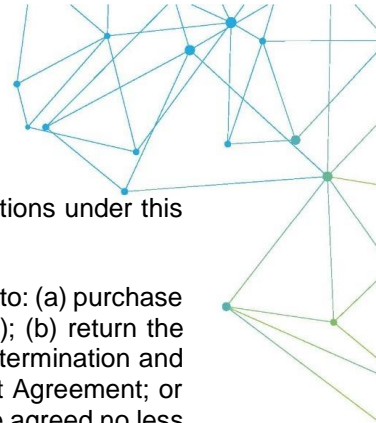 tions under this
to: (a) purchase
); (b) return the
termination and
t Agreement; or
agreed no less